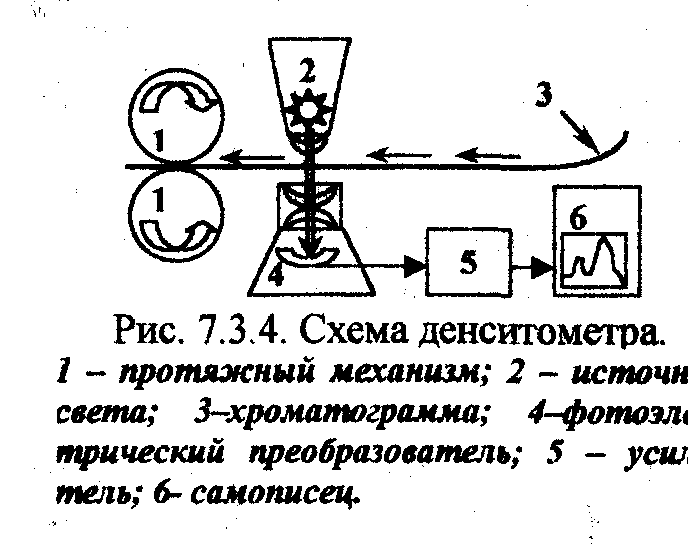 2
3
1
1
6
4
5
Рис. 7.3.4. Схема денситометра.
1 – протяжный механизм; 2 – источн
света; 3–хроматограмма; 4–фотоэле
трический преобразователь; 5 – усил
тель; 6- самописец.